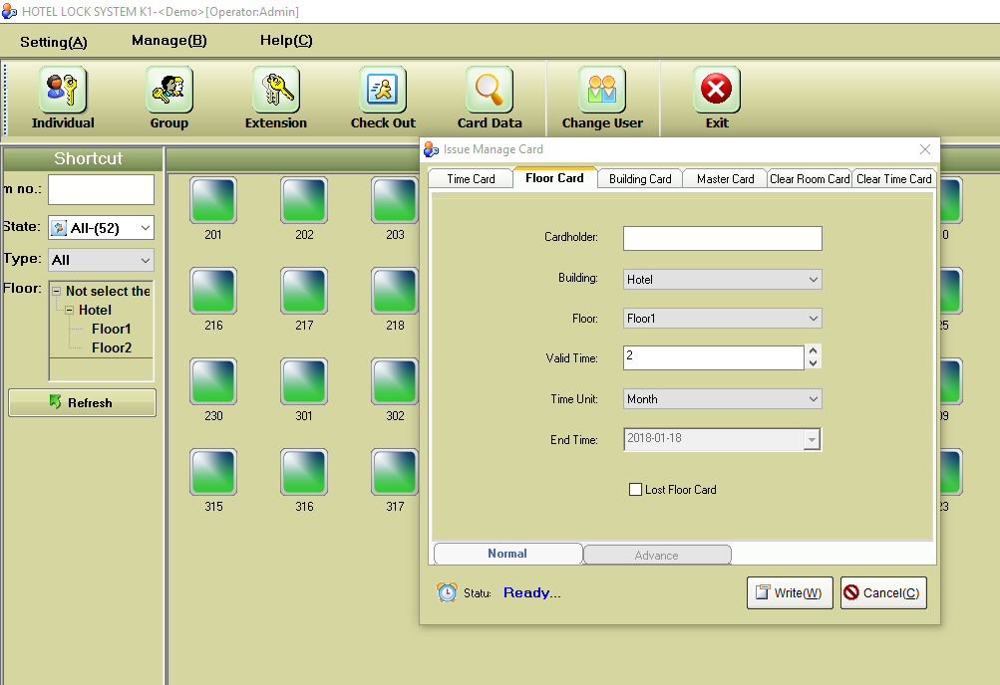 HOTEL LOCK SYSTEM K1-<Demo>[Operator:Admin]
Setting(A) Manage(B) Help(C)
Individual Group Extension Check Out Card Data Change User Exit
Shortcut
m no.:
State: All-(52)
Type: All
Floor: Not select the
Hotel
Floor1
Floor2
Refresh
201 202 203 0
216 217 218 25
230 301 302 09
315 316 317 23
Issue Manage Card
Time Card Floor Card Building Card Master Card Clear Room Card Clear Time Card
Cardholder:
Building: Hotel
Floor: Floor1
Valid Time: 2
Time Unit: Month
End Time: 2018-01-18
Lost Floor Card
Normal Advance
Statu: Ready... Write(W) Cancel(C)